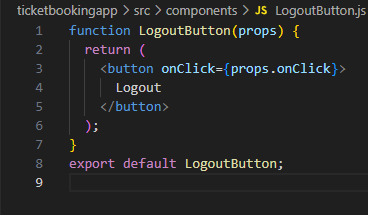 ticketbookingapp > src > components > JS LogoutButton.js
1 function LogoutButton(props) {
2   return (
3     <button onClick={props.onClick}>
4       Logout
5     </button>
6   );
7 }
8 export default LogoutButton;
9